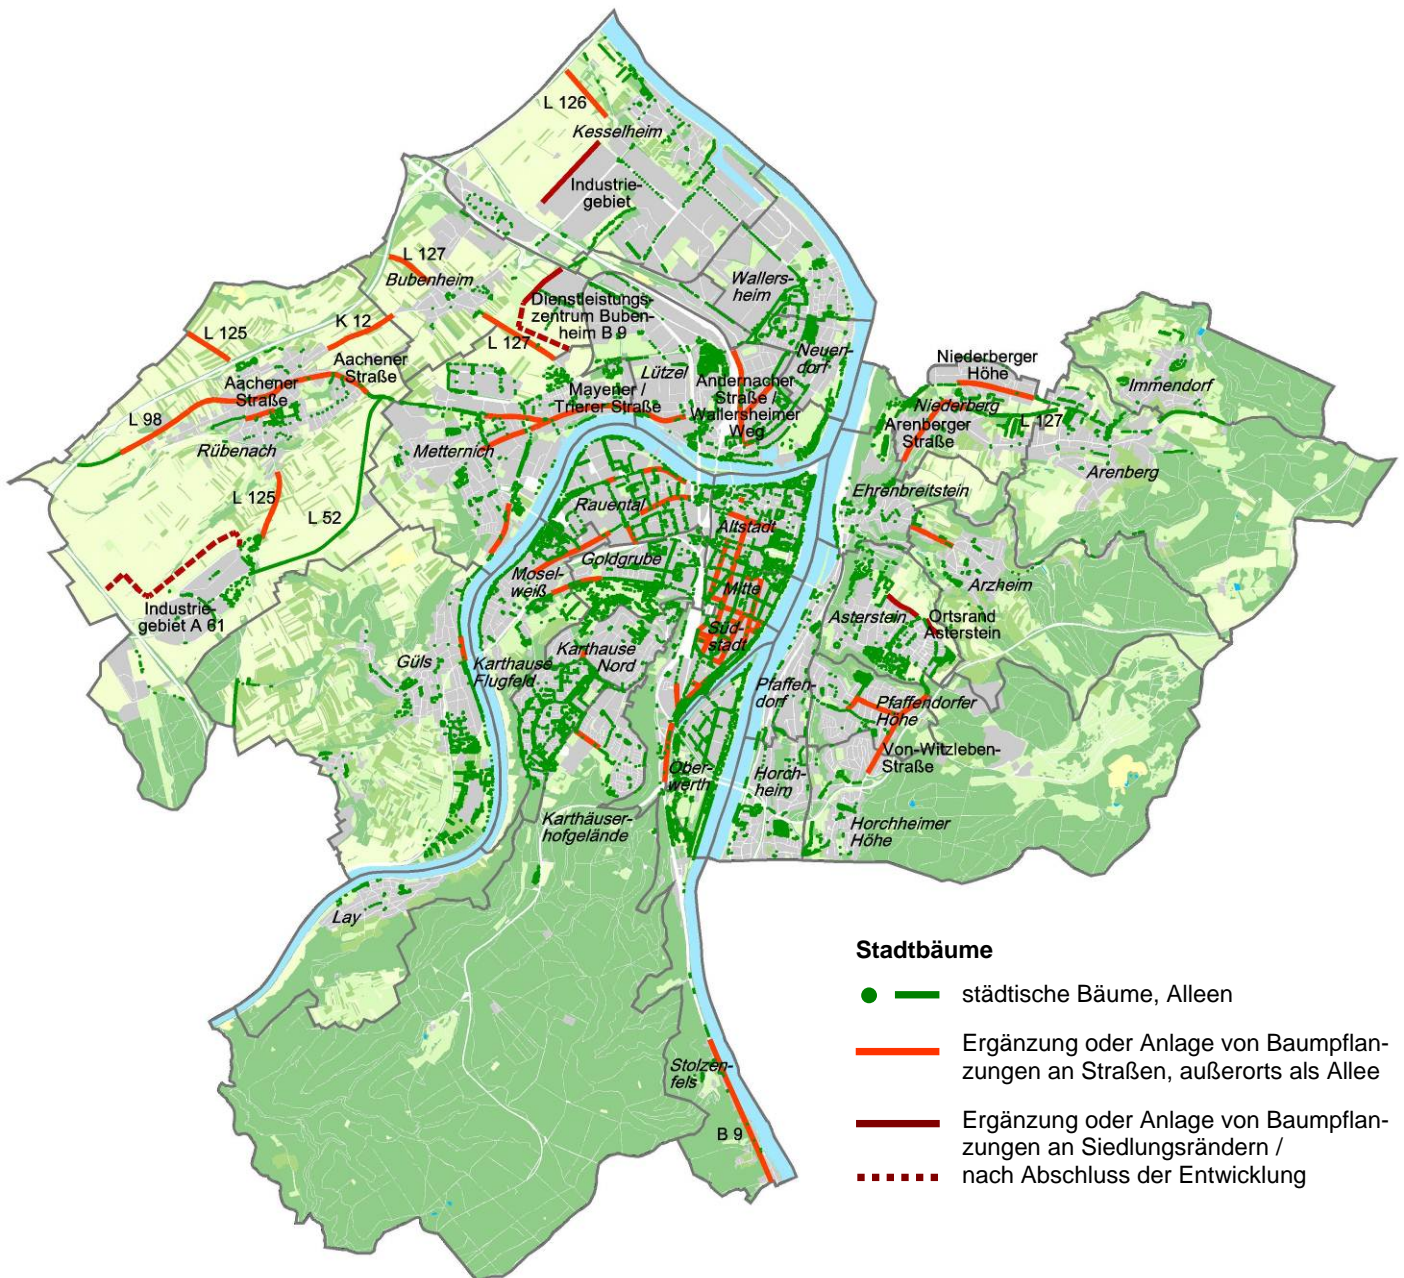 L 126
Kesselheim
Industrie-
gebiet
L 127
Bubenheim
Wallers-
heim
Dienstleistungs-
zentrum Buben-
heim B 9
L 125
K 12
L 127
Neuen-
dorf
Aachener
Straße
Lützel
Niederberger
Höhe
Aachener
Straße
Mayener /
Trierer Straße
Andernacher
Straße /
Wallersheimer
Weg
Immendorf
Niederberg
L 98
Arenberger
Straße
L 127
Rübenach
Metternich
Arenberg
L 125
Rauental
Ehrenbreitstein
L 52
Altstadt
Goldgrube
Mosel-
weiß
Mitte
Arzheim
Industrie-
gebiet A 61
Asterstein
Ortsrand
Asterstein
Süd-
stadt
Güls
Karthause
Nord
Karthause
Flugfeld
Pfaffen-
dorf
Pfaffendorfer
Höhe
Von-Witzleben-
Straße
Ober-
werth
Horch-
heim
Karthäuser-
hofgelände
Horchheimer
Höhe
Lay
Stolzen-
fels
B 9
Stadtbäume
städtische Bäume, Alleen
Ergänzung oder Anlage von Baumpflan-
zungen an Straßen, außerorts als Allee
Ergänzung oder Anlage von Baumpflan-
zungen an Siedlungsrändern /
nach Abschluss der Entwicklung